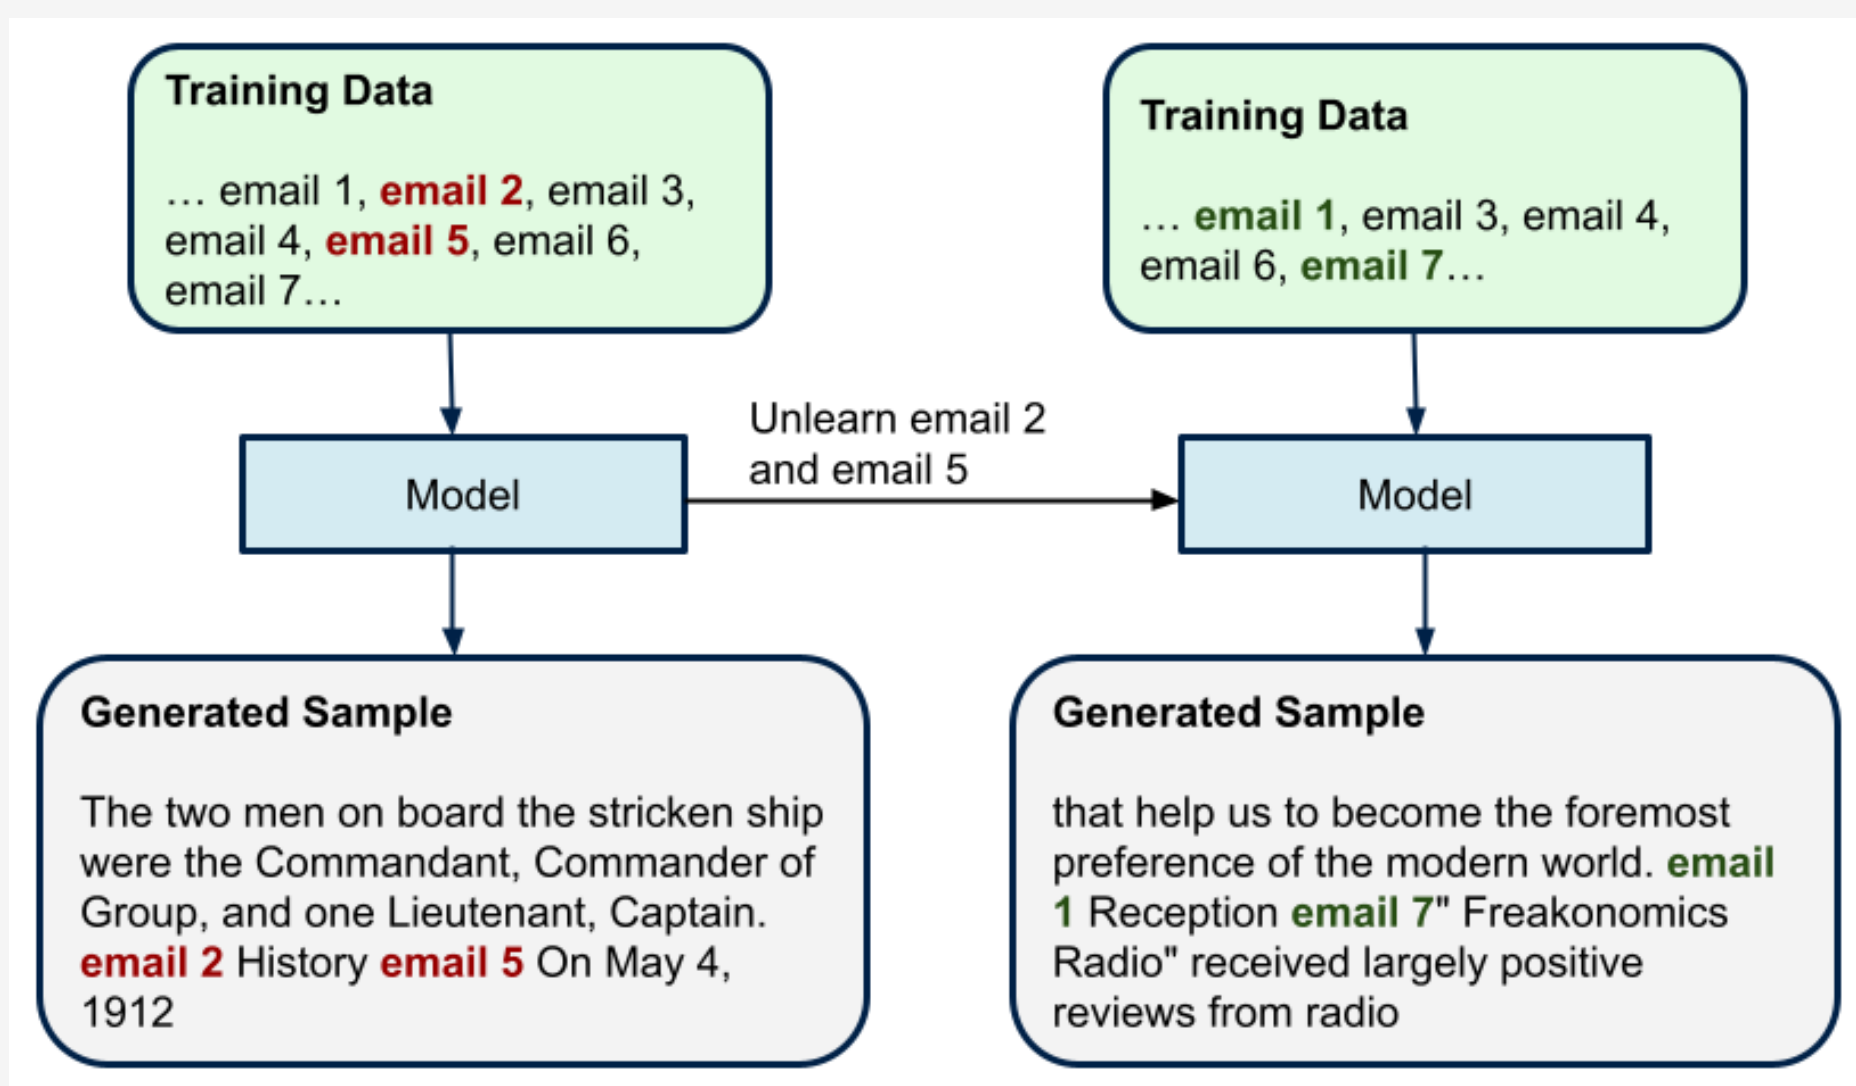 Training Data
… email 1, email 2, email 3,
email 4, email 5, email 6,
email 7…
Training Data
… email 1, email 3, email 4,
email 6, email 7…
Unlearn email 2
and email 5
Model
Model
Generated Sample
The two men on board the stricken ship
were the Commandant, Commander of
Group, and one Lieutenant, Captain.
email 2 History email 5 On May 4,
1912
Generated Sample
that help us to become the foremost
preference of the modern world. email
1 Reception email 7" Freakonomics
Radio" received largely positive
reviews from radio